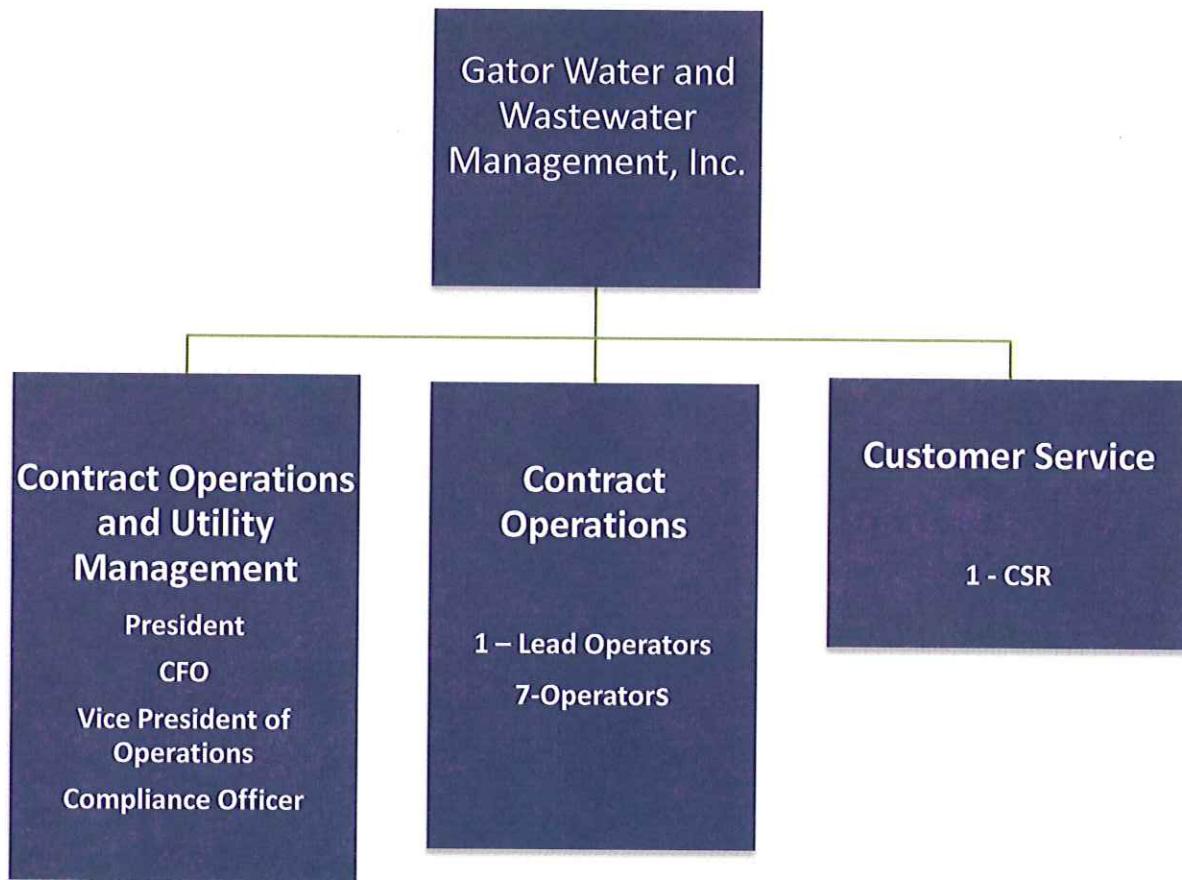 Gator Water and
Wastewater
Management, Inc.
Contract Operations
and Utility
Management
President
CFO
Vice President of
Operations
Compliance Officer
Contract
Operations
1 – Lead Operators
7-Operators
Customer Service
1 - CSR